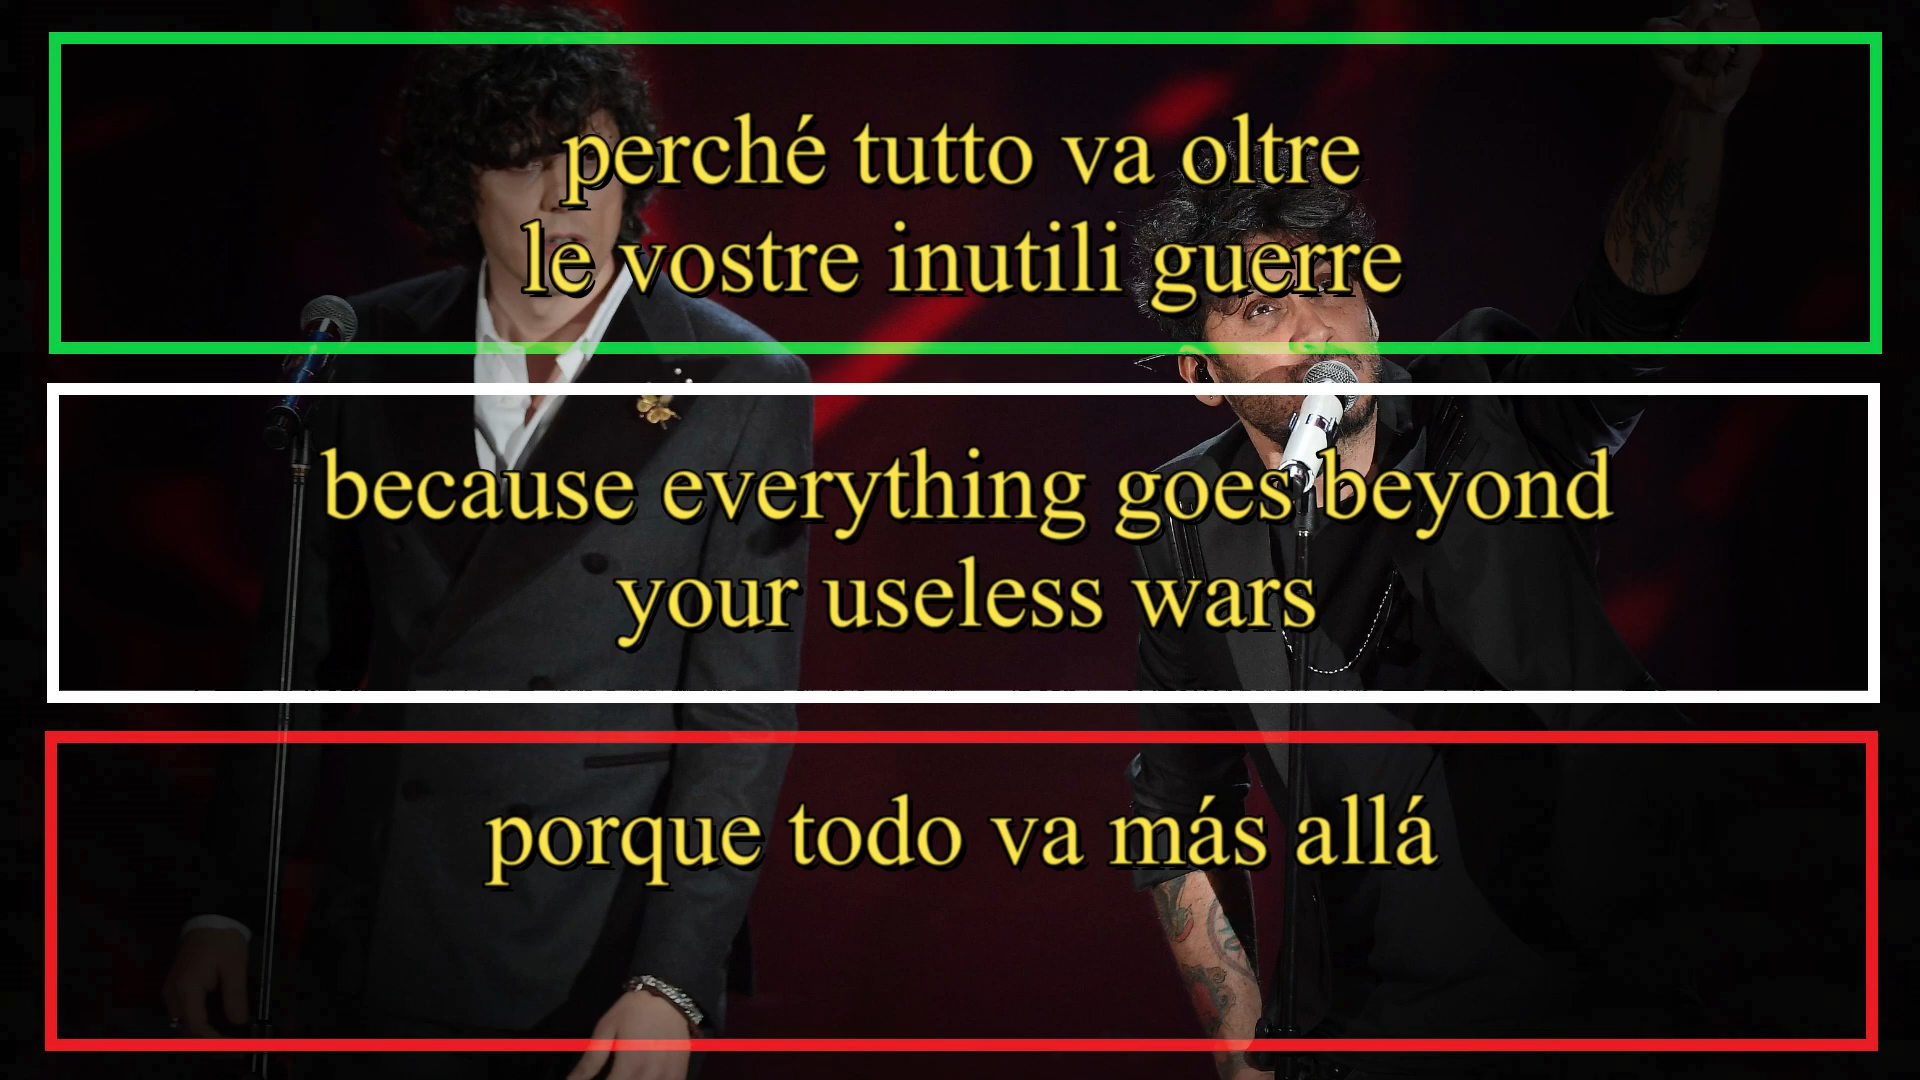 perché tutto va oltre
le vostre inutili guerre
because everything goes beyond
your useless wars
porque todo va más allá